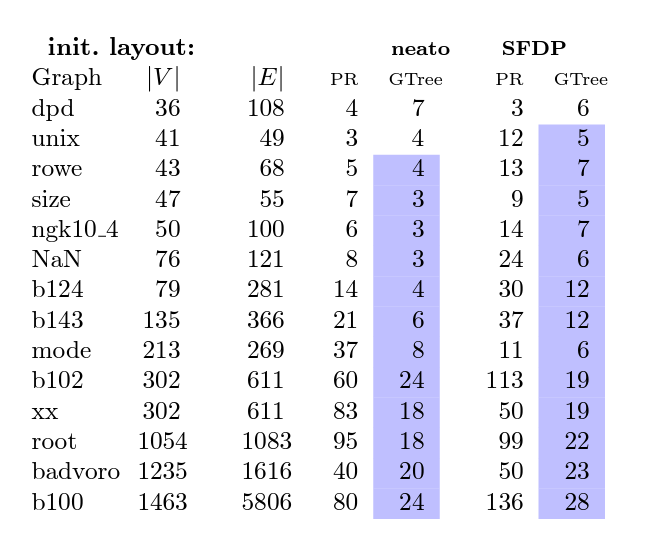 init. layout: neato SFDP
Graph |V| |E| PR GTree PR GTree
dpd 36 108 4 7 3 6
unix 41 49 3 4 12 5
rowe 43 68 5 4 13 7
size 47 55 7 3 9 5
ngk10_4 50 100 6 3 14 7
NaN 76 121 8 3 24 6
b124 79 281 14 4 30 12
b143 135 366 21 6 37 12
mode 213 269 37 8 11 6
b102 302 611 60 24 113 19
xx 302 611 83 18 50 19
root 1054 1083 95 18 99 22
badvoro 1235 1616 40 20 50 23
b100 1463 5806 80 24 136 28